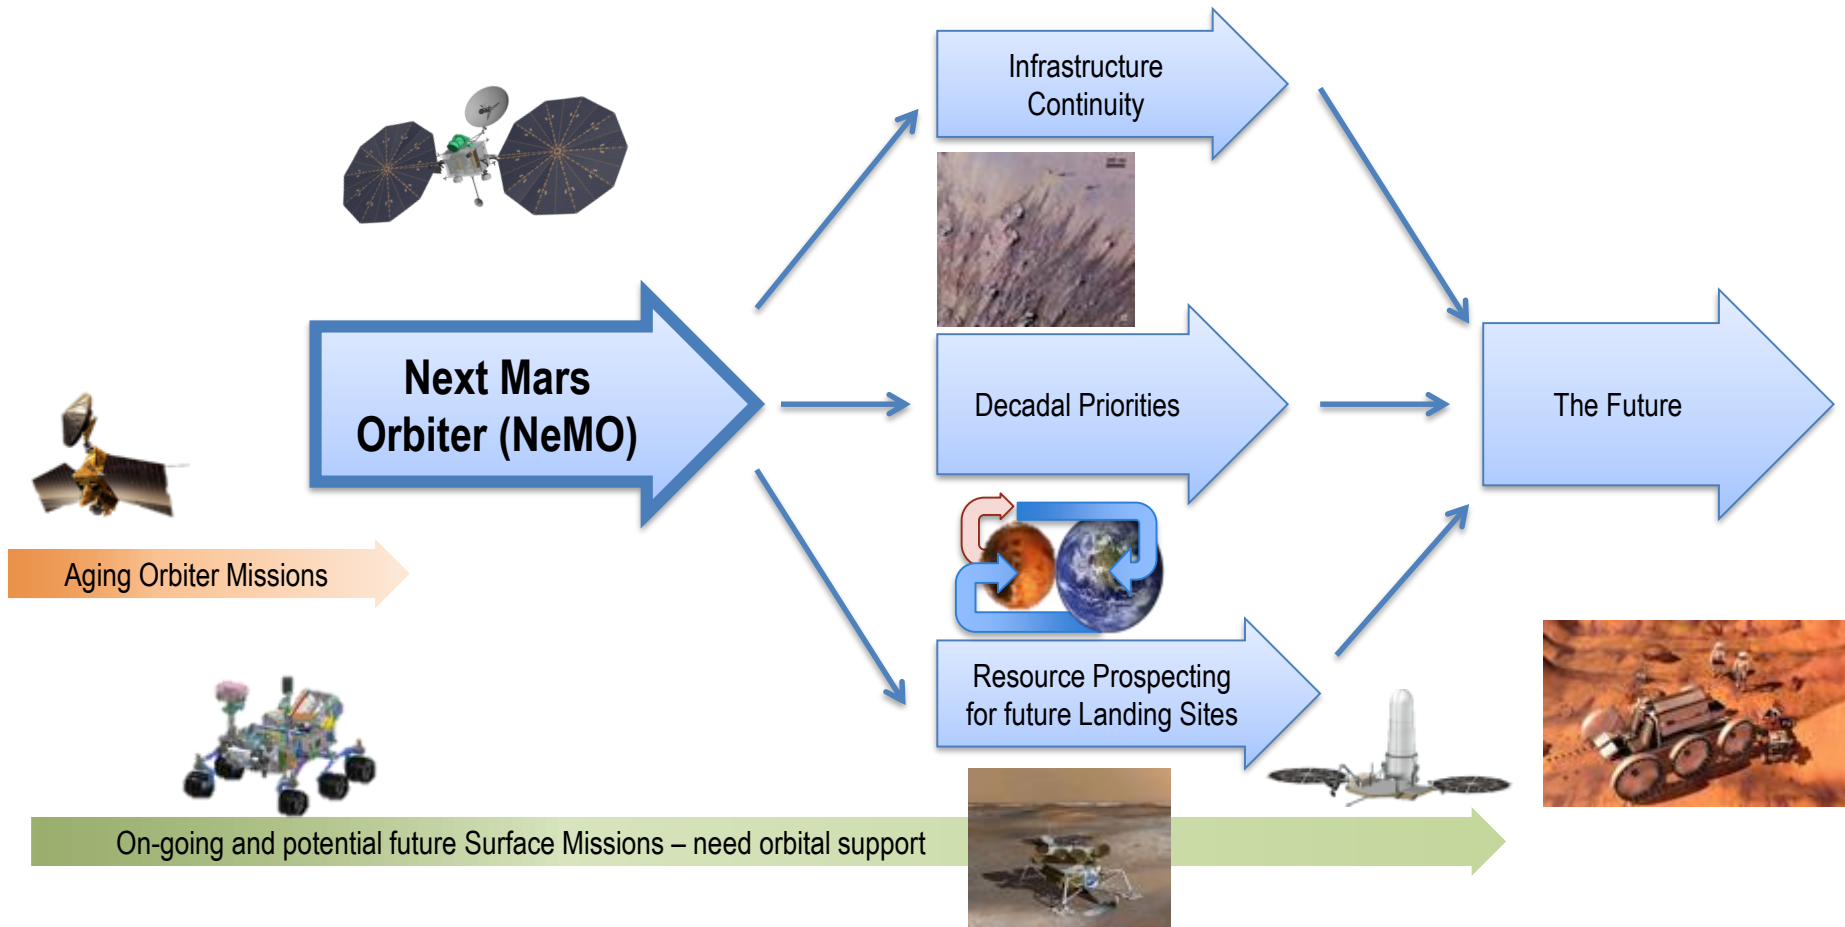 Infrastructure
Continuity
Next Mars
Orbiter (NeMO)
Decadal Priorities
The Future
Aging Orbiter Missions
Resource Prospecting
for future Landing Sites
On-going and potential future Surface Missions – need orbital support